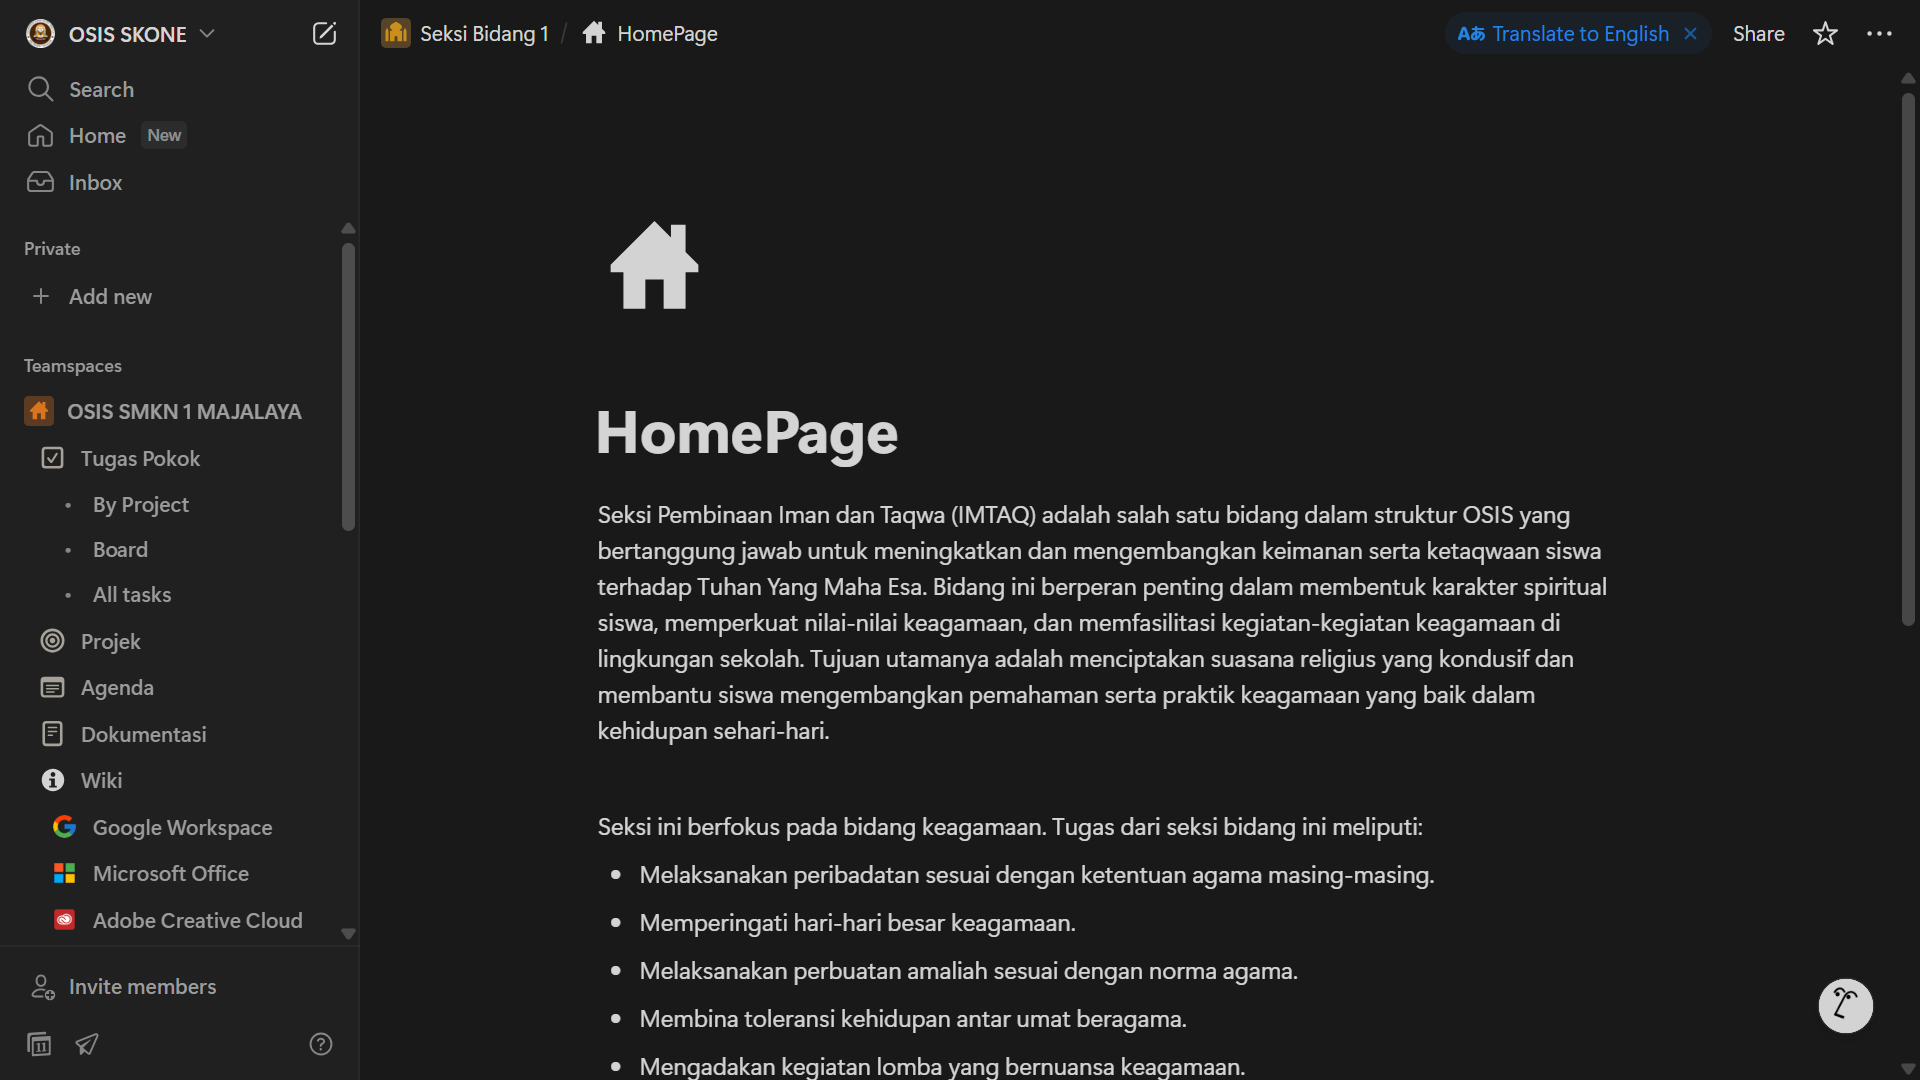 OSIS SKONE
Search
Home New
Inbox
Private
Add new
Teamspaces
OSIS SMKN 1 MAJALAYA
Tugas Pokok
• By Project
• Board
• All tasks
Projek
Agenda
Dokumentasi
Wiki
Google Workspace
Microsoft Office
Adobe Creative Cloud
Invite members
11
?
Seksi Bidang 1 / HomePage
Aあ Translate to English
Share
HomePage
Seksi Pembinaan Iman dan Taqwa (IMTAQ) adalah salah satu bidang dalam struktur OSIS yang
bertanggung jawab untuk meningkatkan dan mengembangkan keimanan serta ketaqwaan siswa
terhadap Tuhan Yang Maha Esa. Bidang ini berperan penting dalam membentuk karakter spiritual
siswa, memperkuat nilai-nilai keagamaan, dan memfasilitasi kegiatan-kegiatan keagamaan di
lingkungan sekolah. Tujuan utamanya adalah menciptakan suasana religius yang kondusif dan
membantu siswa mengembangkan pemahaman serta praktik keagamaan yang baik dalam
kehidupan sehari-hari.
Seksi ini berfokus pada bidang keagamaan. Tugas dari seksi bidang ini meliputi:
• Melaksanakan peribadatan sesuai dengan ketentuan agama masing-masing.
• Memperingati hari-hari besar keagamaan.
• Melaksanakan perbuatan amaliah sesuai dengan norma agama.
• Membina toleransi kehidupan antar umat beragama.
• Mengadakan kegiatan lomba yang bernuansa keagamaan.